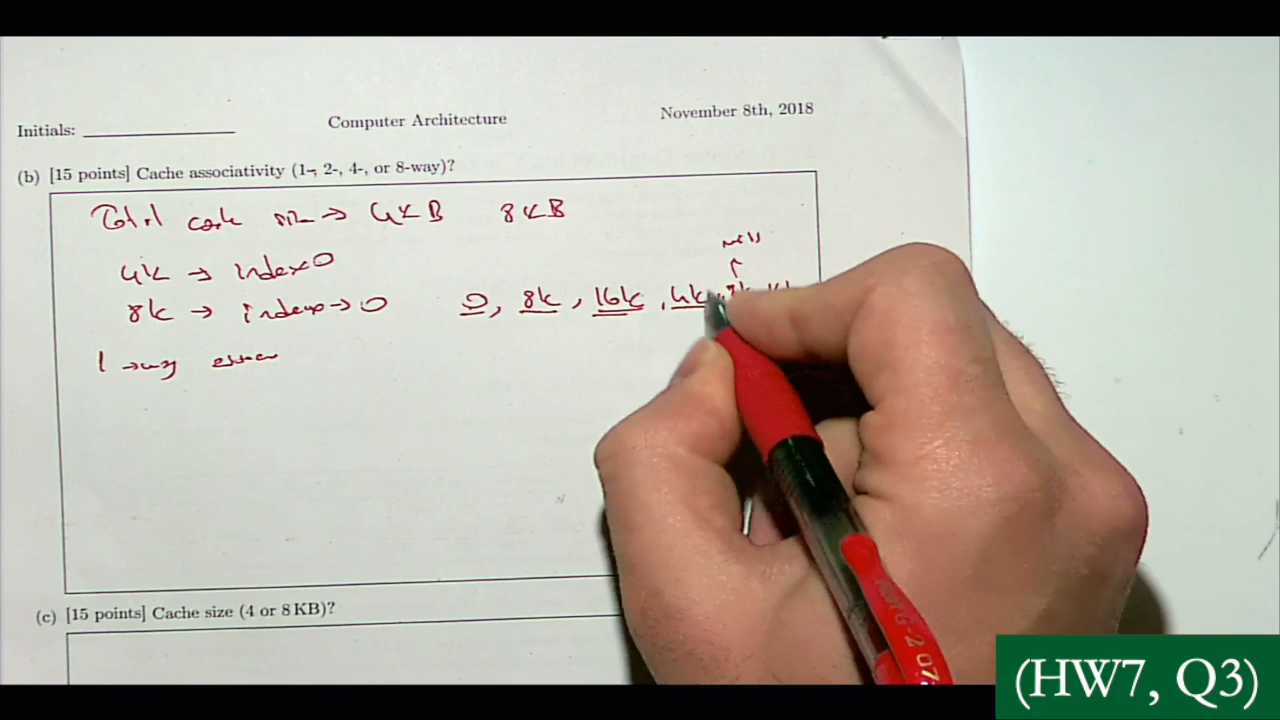 Initials:
Computer Architecture
November 8th, 2018
(b) [15 points] Cache associativity (1-, 2-, 4-, or 8-way)?
Total cache size → 4KB 8KB
4k → index 0
8k → index → 0
0, 8k, 16k, 4k,
1 → way
(c) [15 points] Cache size (4 or 8 KB)?
(HW7, Q3)